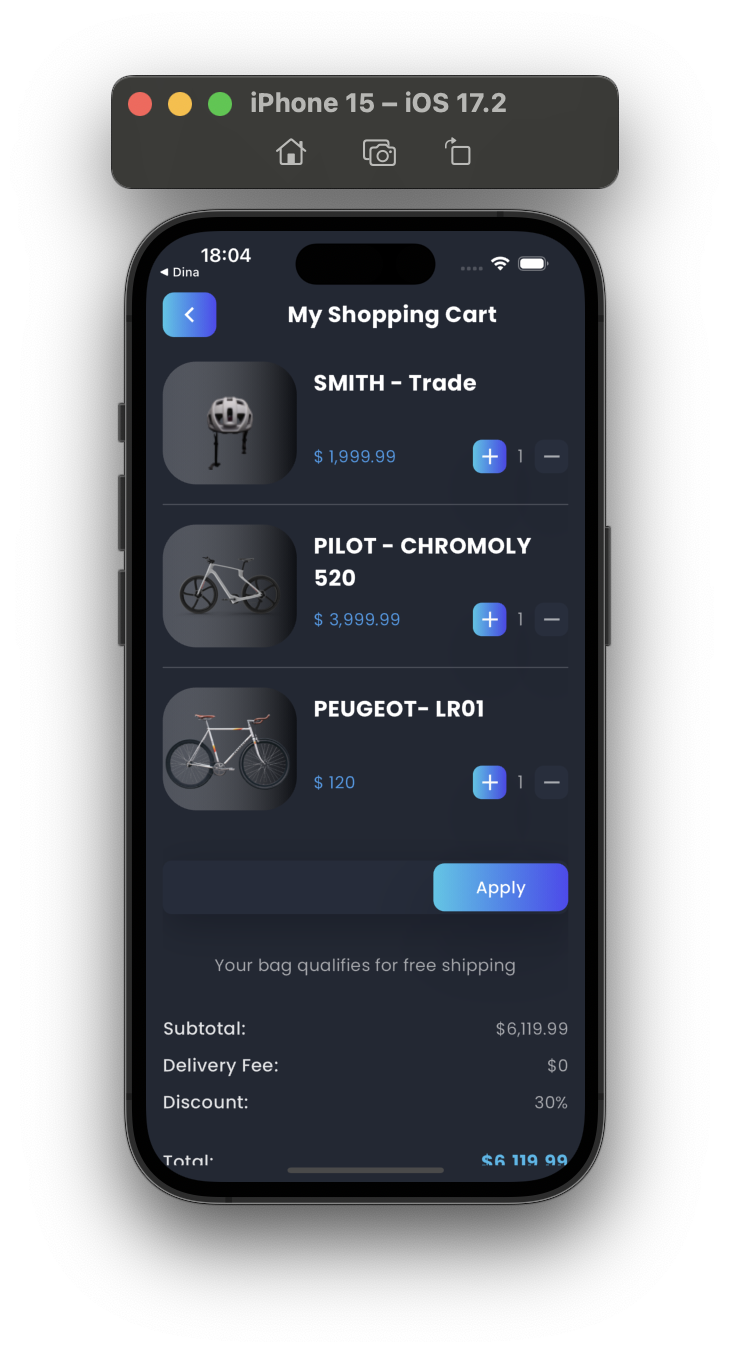 iPhone 15 – iOS 17.2
18:04
◀ Dina
My Shopping Cart
SMITH - Trade
$ 1,999.99
1
PILOT - CHROMOLY
520
$ 3,999.99
1
PEUGEOT- LR01
$ 120
1
Apply
Your bag qualifies for free shipping
Subtotal: $6,119.99
Delivery Fee: $0
Discount: 30%
Total: $6,119.99